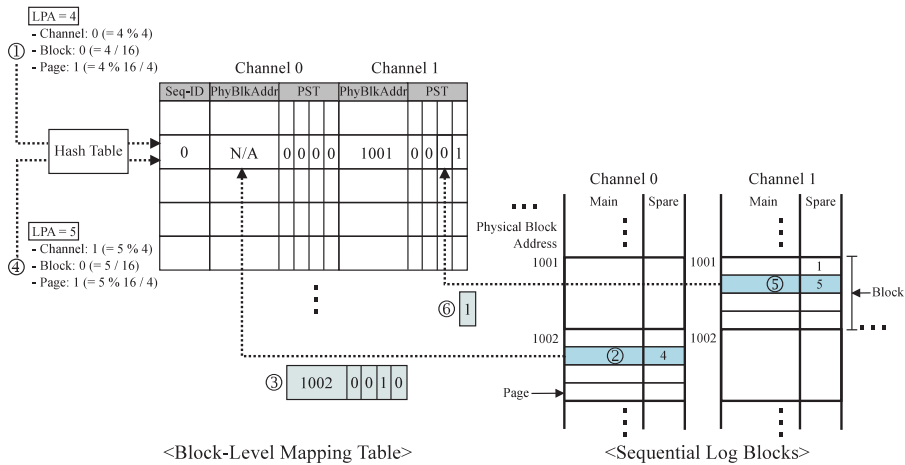 LPA = 4
- Channel: 0 (= 4 % 4)
① - Block: 0 (= 4 / 16)
- Page: 1 (= 4 % 16 / 4)
Channel 0 Channel 1
Seq-ID PhyBlkAddr PST PhyBlkAddr PST
Hash Table
0 N/A 0 0 0 0 1001 0 0 0 1
LPA = 5
- Channel: 1 (= 5 % 4)
④ - Block: 0 (= 5 / 16)
- Page: 1 (= 5 % 16 / 4)
⑥ 1
③ 1002 0 0 1 0
<Block-Level Mapping Table>
Channel 0 Channel 1
Main Spare Main Spare
Physical Block
Address
1001 1001 1
⑤ 5
Block
1002 1002
② 4
Page
<Sequential Log Blocks>